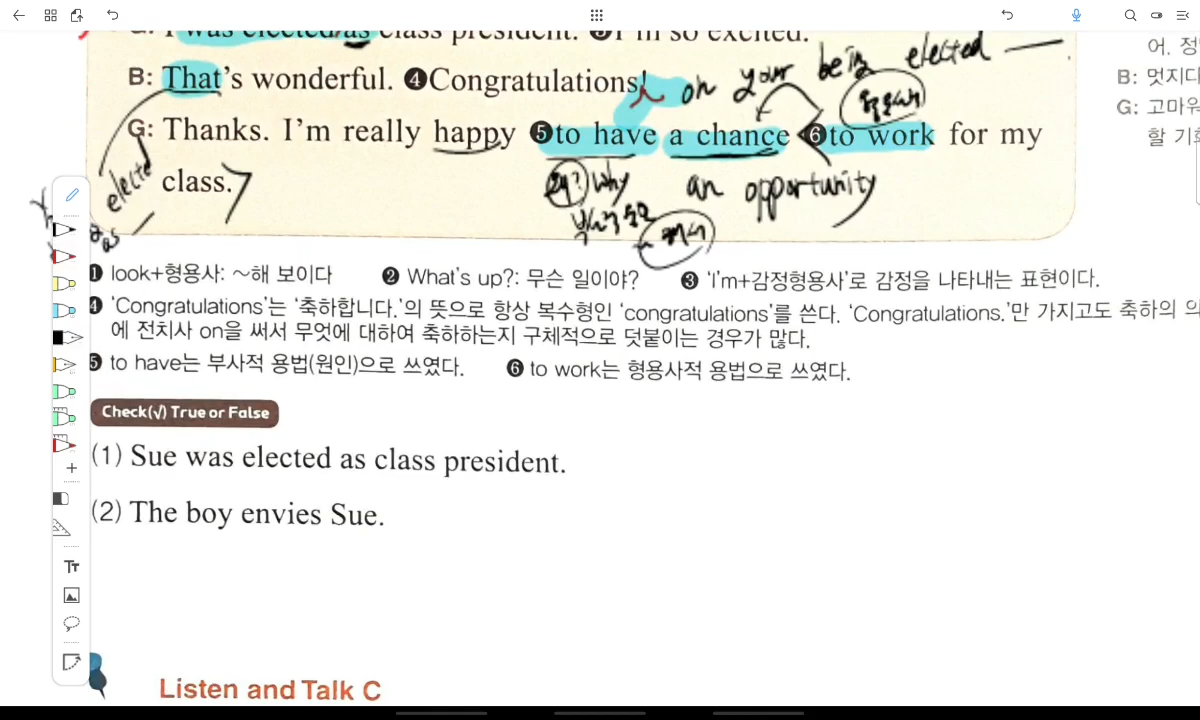 I was elected as class president. ❸I'm so excited.
B: That's wonderful. ❹Congratulations!
on your being elected
G: Thanks. I'm really happy ❺to have a chance ❻to work for my
class.
elected
as
why
an opportunity
어. 정
B: 멋지다
G: 고마워
할 기회
❶ look+형용사: ~해 보이다 ❷ What's up?: 무슨 일이야? ❸ 'I'm+감정형용사'로 감정을 나타내는 표현이다.
❹ 'Congratulations'는 '축하합니다.'의 뜻으로 항상 복수형인 'congratulations'를 쓴다. 'Congratulations.'만 가지고도 축하의 의
에 전치사 on을 써서 무엇에 대하여 축하하는지 구체적으로 덧붙이는 경우가 많다.
❺ to have는 부사적 용법(원인)으로 쓰였다. ❻ to work는 형용사적 용법으로 쓰였다.
Check(√) True or False
(1) Sue was elected as class president.
(2) The boy envies Sue.
Tт
Listen and Talk C